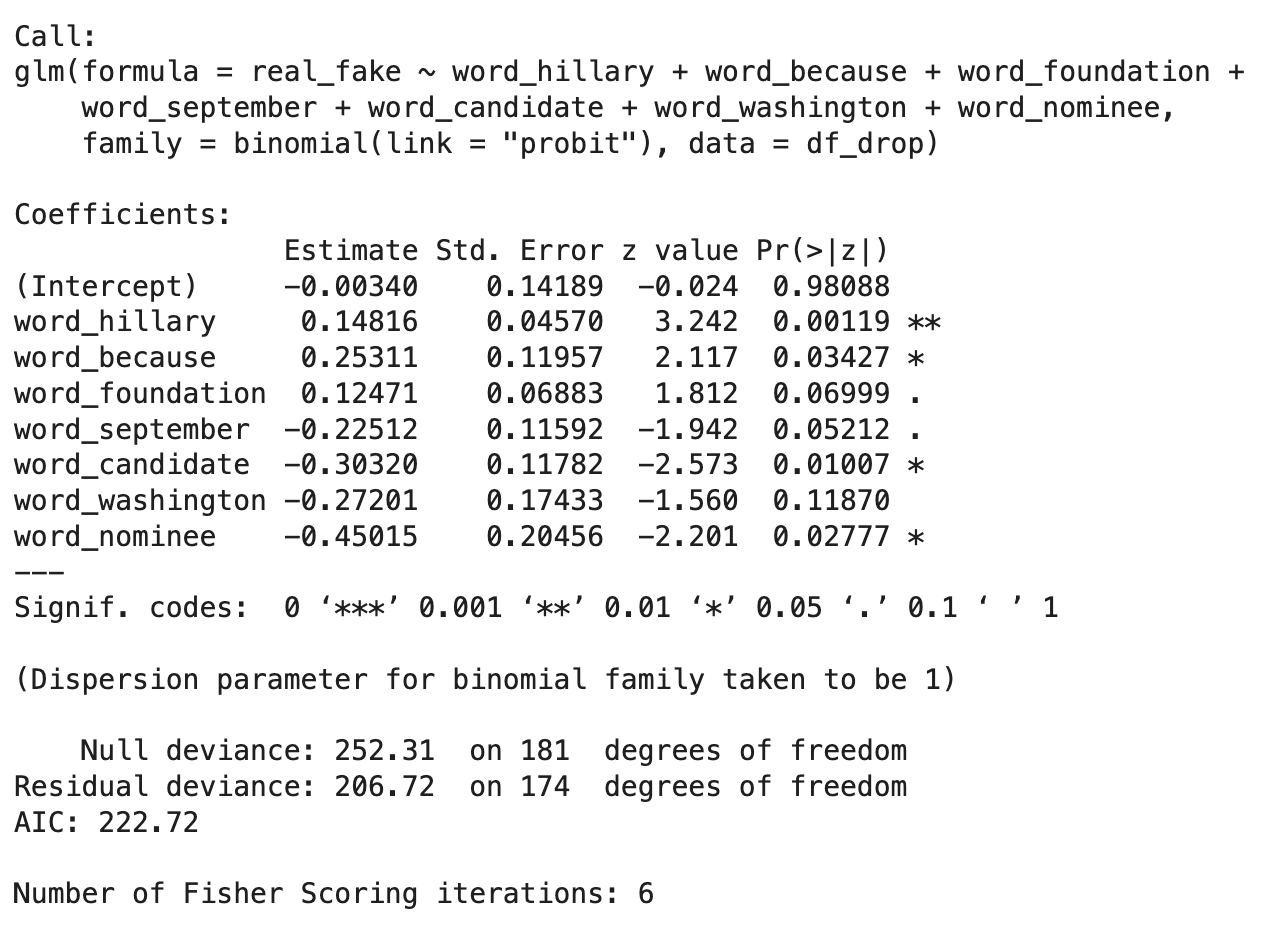 Call:
glm(formula = real_fake ~ word_hillary + word_because + word_foundation +
    word_september + word_candidate + word_washington + word_nominee,
    family = binomial(link = "probit"), data = df_drop)

Coefficients:
                Estimate Std. Error z value Pr(>|z|)
(Intercept)     −0.00340    0.14189  −0.024  0.98088
word_hillary     0.14816    0.04570   3.242  0.00119 **
word_because     0.25311    0.11957   2.117  0.03427 *
word_foundation  0.12471    0.06883   1.812  0.06999 .
word_september  −0.22512    0.11592  −1.942  0.05212 .
word_candidate  −0.30320    0.11782  −2.573  0.01007 *
word_washington −0.27201    0.17433  −1.560  0.11870
word_nominee    −0.45015    0.20456  −2.201  0.02777 *
−−−
Signif. codes:  0 ‘***’ 0.001 ‘**’ 0.01 ‘*’ 0.05 ‘.’ 0.1 ‘ ’ 1

(Dispersion parameter for binomial family taken to be 1)

    Null deviance: 252.31  on 181  degrees of freedom
Residual deviance: 206.72  on 174  degrees of freedom
AIC: 222.72

Number of Fisher Scoring iterations: 6